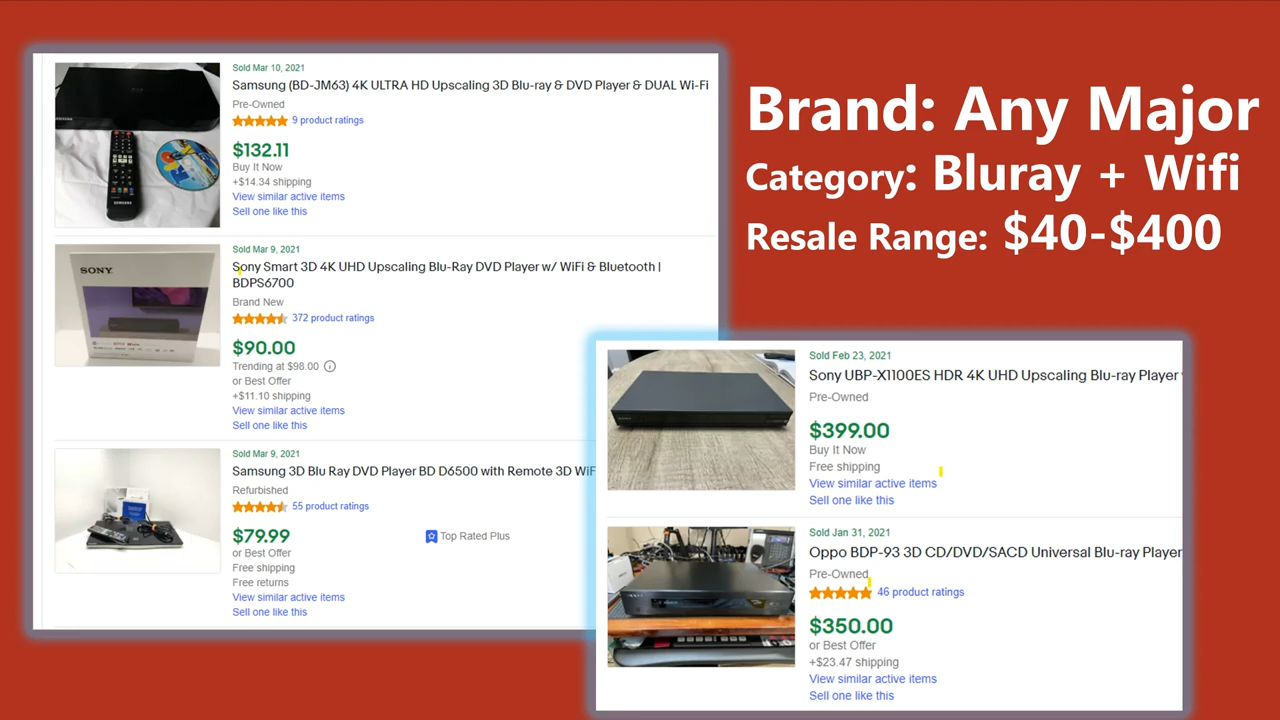 Brand: Any Major
Category: Bluray + Wifi
Resale Range: $40-$400
Sold Mar 10, 2021
Samsung (BD-JM63) 4K ULTRA HD Upscaling 3D Blu-ray & DVD Player & DUAL Wi-Fi
Pre-Owned
9 product ratings
$132.11
Buy It Now
+$14.34 shipping
View similar active items
Sell one like this
SAMSUNG
Sold Mar 9, 2021
Sony Smart 3D 4K UHD Upscaling Blu-Ray DVD Player w/ WiFi & Bluetooth |
BDPS6700
Brand New
372 product ratings
$90.00
Trending at $98.00
or Best Offer
+$11.10 shipping
View similar active items
Sell one like this
SONY
Sold Mar 9, 2021
Samsung 3D Blu Ray DVD Player BD D6500 with Remote 3D WiF
Refurbished
55 product ratings
$79.99
Top Rated Plus
or Best Offer
Free shipping
Free returns
View similar active items
Sell one like this
Sold Feb 23, 2021
Sony UBP-X1100ES HDR 4K UHD Upscaling Blu-ray Player
Pre-Owned
$399.00
Buy It Now
Free shipping
View similar active items
Sell one like this
Sold Jan 31, 2021
Oppo BDP-93 3D CD/DVD/SACD Universal Blu-ray Player
Pre-Owned
46 product ratings
$350.00
or Best Offer
+$23.47 shipping
View similar active items
Sell one like this